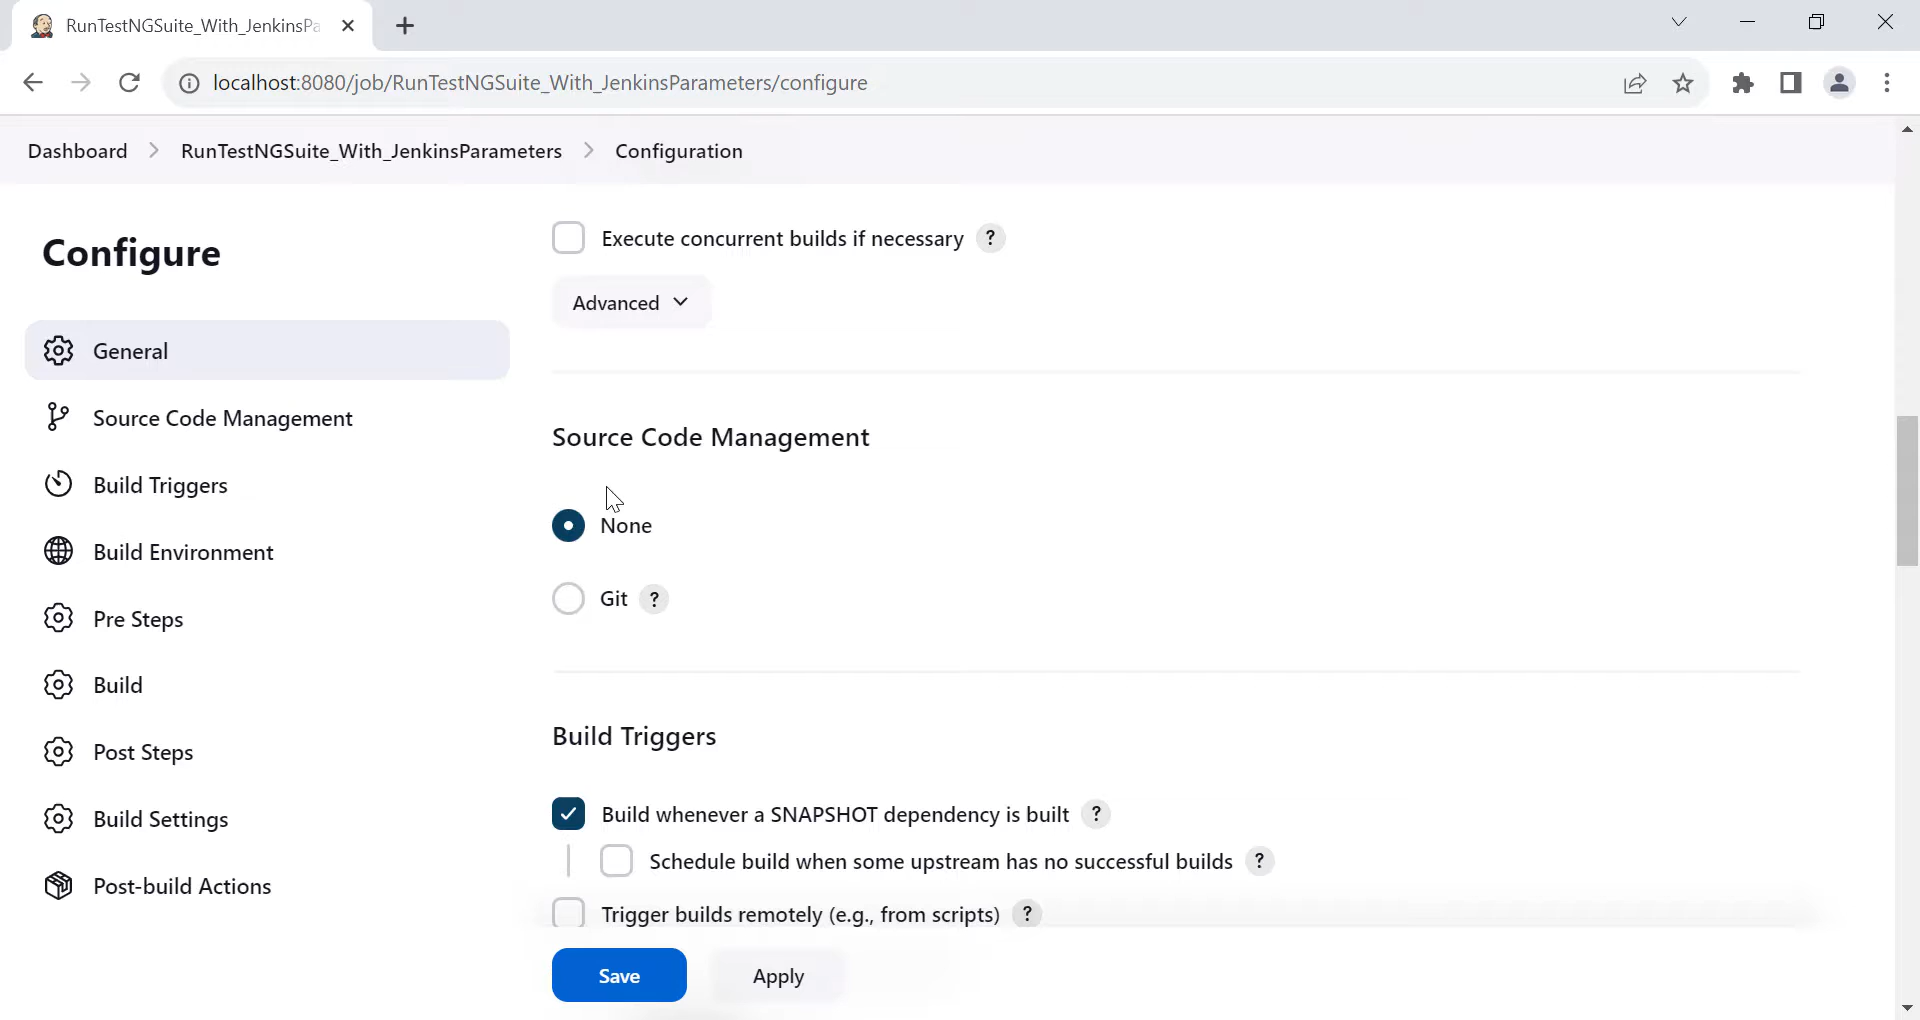 RunTestNGSuite_With_JenkinsPa
localhost:8080/job/RunTestNGSuite_With_JenkinsParameters/configure
Dashboard > RunTestNGSuite_With_JenkinsParameters > Configuration
Configure
General
Source Code Management
Build Triggers
Build Environment
Pre Steps
Build
Post Steps
Build Settings
Post-build Actions
Execute concurrent builds if necessary ?
Advanced
Source Code Management
None
Git ?
Build Triggers
Build whenever a SNAPSHOT dependency is built ?
Schedule build when some upstream has no successful builds ?
Trigger builds remotely (e.g., from scripts) ?
Save
Apply